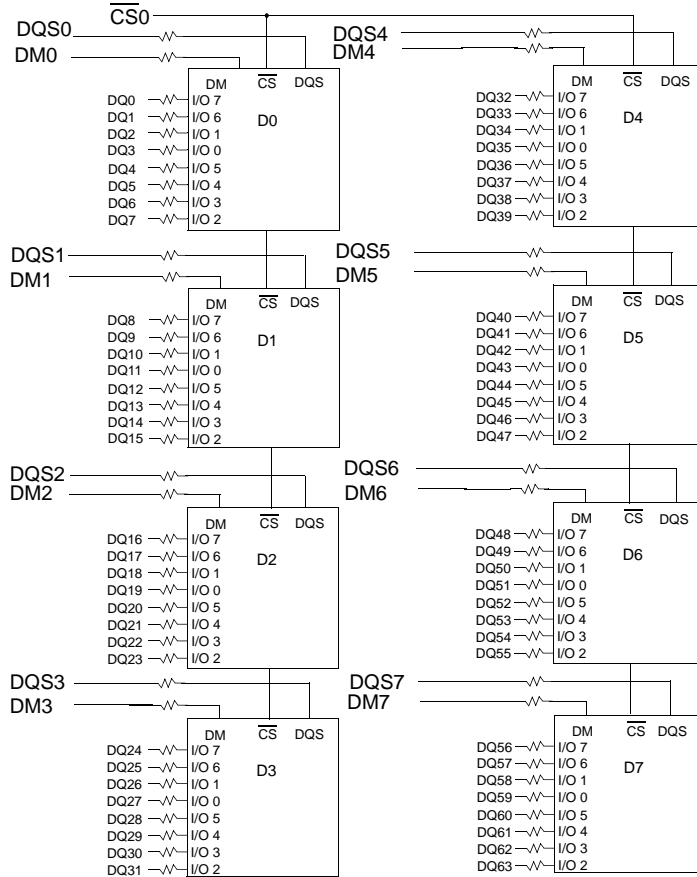 CS0
DQS0
DM0
DM CS DQS
D0
DQ0 I/O 7
DQ1 I/O 6
DQ2 I/O 1
DQ3 I/O 0
DQ4 I/O 5
DQ5 I/O 4
DQ6 I/O 3
DQ7 I/O 2
DQS1
DM1
DM CS DQS
D1
DQ8 I/O 7
DQ9 I/O 6
DQ10 I/O 1
DQ11 I/O 0
DQ12 I/O 5
DQ13 I/O 4
DQ14 I/O 3
DQ15 I/O 2
DQS2
DM2
DM CS DQS
D2
DQ16 I/O 7
DQ17 I/O 6
DQ18 I/O 1
DQ19 I/O 0
DQ20 I/O 5
DQ21 I/O 4
DQ22 I/O 3
DQ23 I/O 2
DQS3
DM3
DM CS DQS
D3
DQ24 I/O 7
DQ25 I/O 6
DQ26 I/O 1
DQ27 I/O 0
DQ28 I/O 5
DQ29 I/O 4
DQ30 I/O 3
DQ31 I/O 2
DQS4
DM4
DM CS DQS
D4
DQ32 I/O 7
DQ33 I/O 6
DQ34 I/O 1
DQ35 I/O 0
DQ36 I/O 5
DQ37 I/O 4
DQ38 I/O 3
DQ39 I/O 2
DQS5
DM5
DM CS DQS
D5
DQ40 I/O 7
DQ41 I/O 6
DQ42 I/O 1
DQ43 I/O 0
DQ44 I/O 5
DQ45 I/O 4
DQ46 I/O 3
DQ47 I/O 2
DQS6
DM6
DM CS DQS
D6
DQ48 I/O 7
DQ49 I/O 6
DQ50 I/O 1
DQ51 I/O 0
DQ52 I/O 5
DQ53 I/O 4
DQ54 I/O 3
DQ55 I/O 2
DQS7
DM7
DM CS DQS
D7
DQ56 I/O 7
DQ57 I/O 6
DQ58 I/O 1
DQ59 I/O 0
DQ60 I/O 5
DQ61 I/O 4
DQ62 I/O 3
DQ63 I/O 2